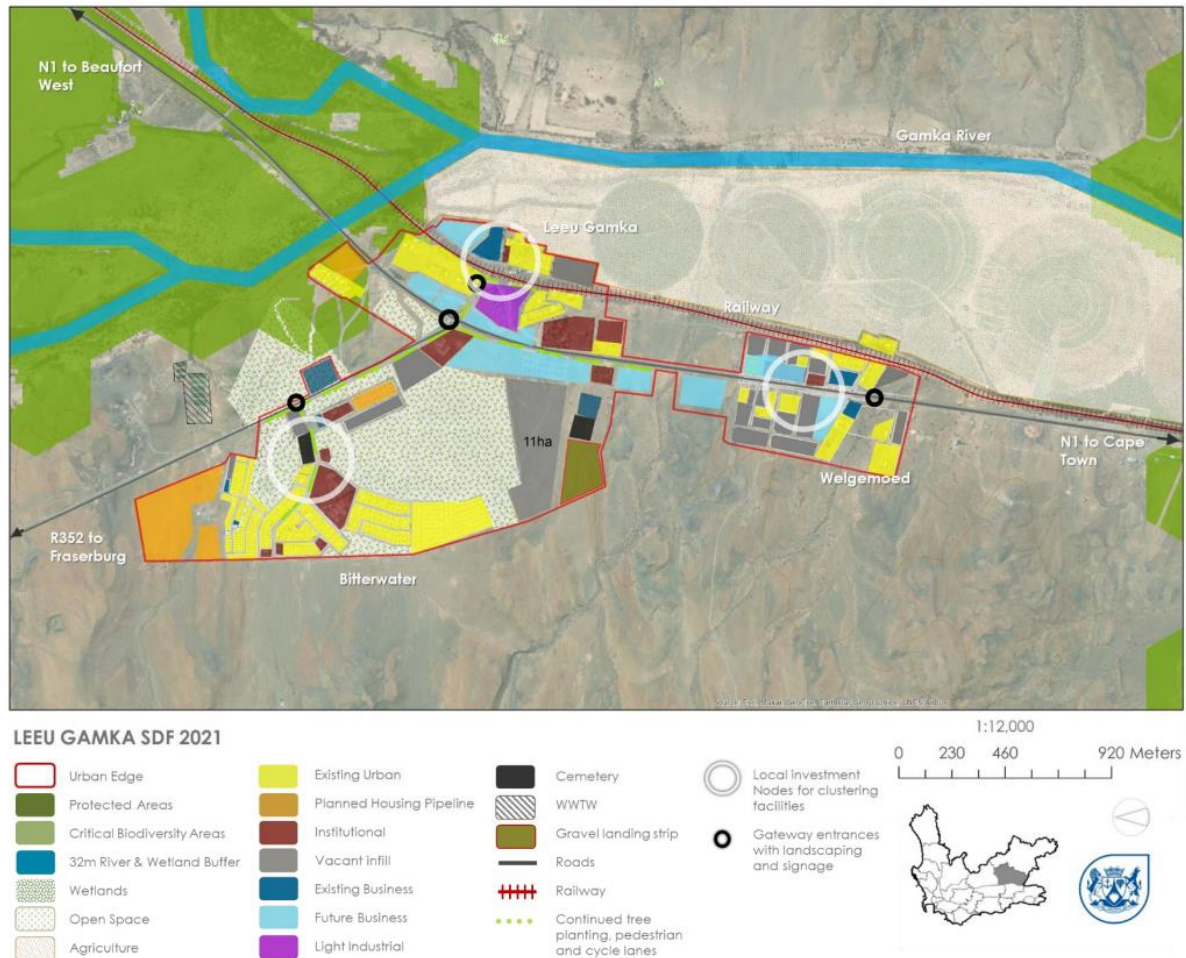 N1 to Beaufort
West
Gamka River
Leeu Gamka
Railway
11ha
N1 to Cape
Town
Welgemoed
R352 to
Fraserburg
Bitterwater
LEEU GAMKA SDF 2021
Urban Edge
Protected Areas
Critical Biodiversity Areas
32m River & Wetland Buffer
Wetlands
Open Space
Agriculture
Existing Urban
Planned Housing Pipeline
Institutional
Vacant infill
Existing Business
Future Business
Light Industrial
Cemetery
WWTW
Gravel landing strip
Roads
Railway
Continued tree
planting, pedestrian
and cycle lanes
Local investment
Nodes for clustering
facilities
Gateway entrances
with landscaping
and signage
1:12,000
0 230 460 920 Meters